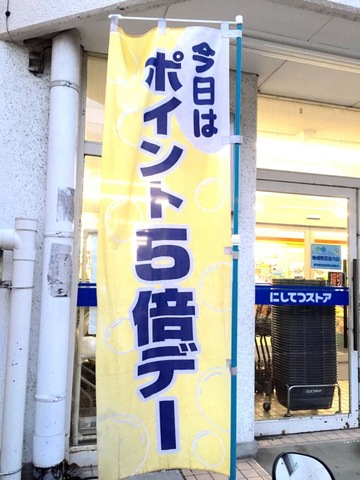 今日は
ポイント5倍デー
にしてつストア